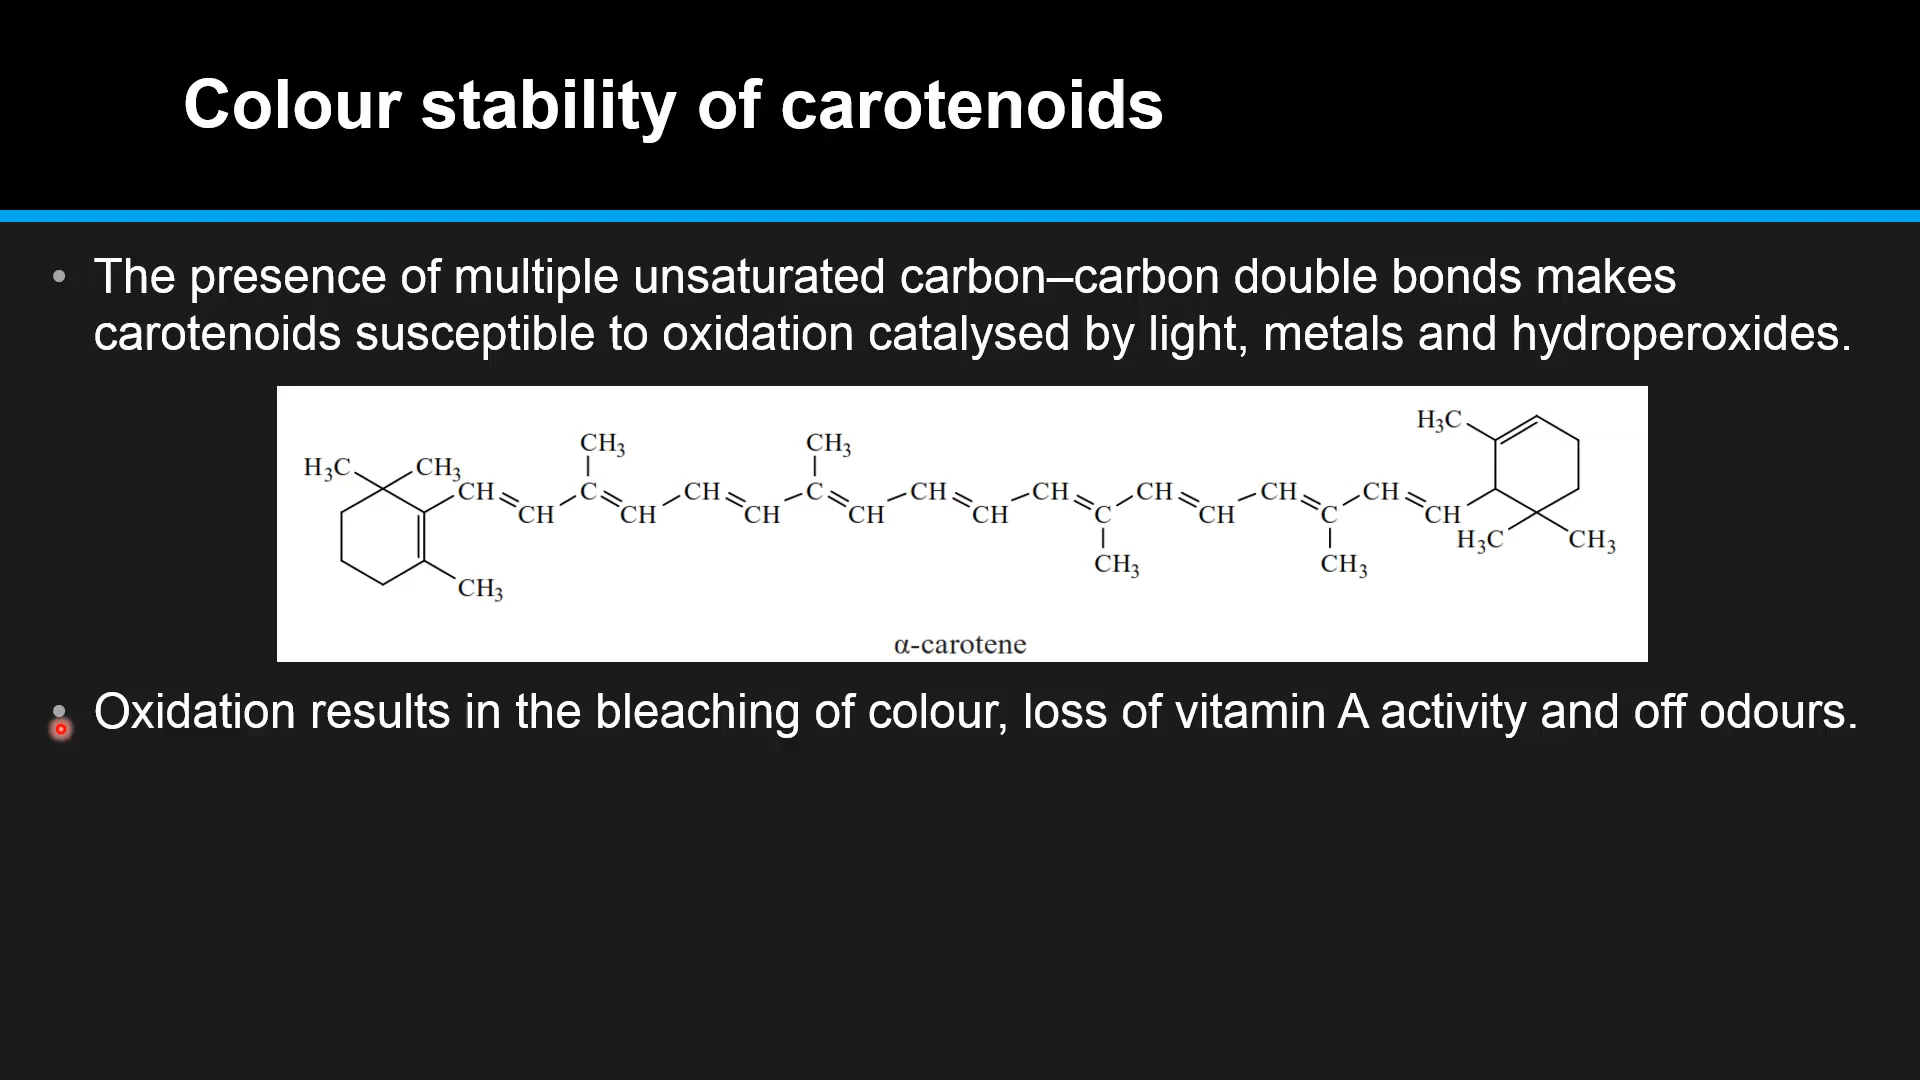 Colour stability of carotenoids
• The presence of multiple unsaturated carbon–carbon double bonds makes
carotenoids susceptible to oxidation catalysed by light, metals and hydroperoxides.
H₃C
CH₃ CH₃
H₃C CH₃
CH C CH C CH CH CH CH CH
CH CH CH CH CH C CH C CH
H₃C CH₃
CH₃ CH₃
CH₃
α-carotene
• Oxidation results in the bleaching of colour, loss of vitamin A activity and off odours.